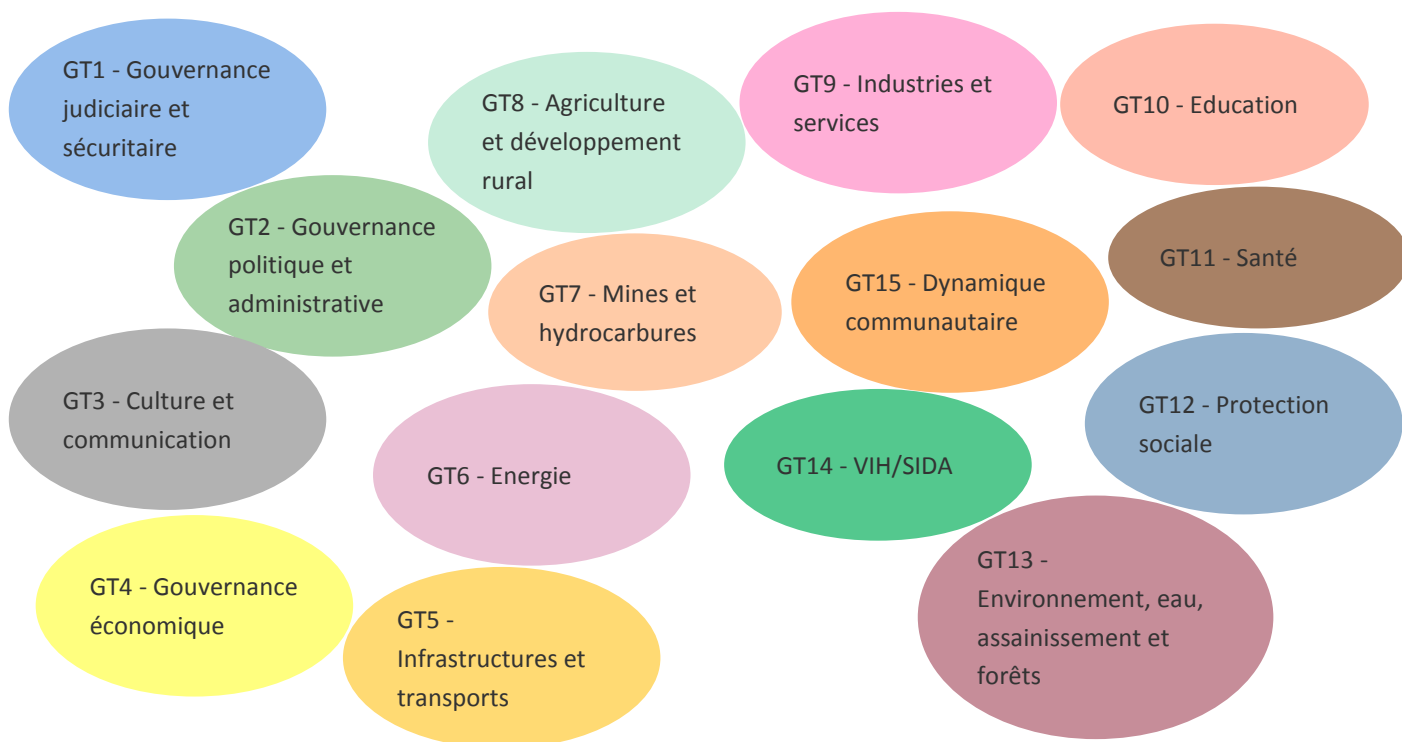 GT1 - Gouvernance
judiciaire et
sécuritaire
GT8 - Agriculture
et développement
rural
GT9 - Industries et
services
GT10 - Education
GT2 - Gouvernance
politique et
administrative
GT7 - Mines et
hydrocarbures
GT15 - Dynamique
communautaire
GT11 - Santé
GT3 - Culture et
communication
GT6 - Energie
GT14 - VIH/SIDA
GT12 - Protection
sociale
GT4 - Gouvernance
économique
GT5 -
Infrastructures et
transports
GT13 -
Environnement, eau,
assainissement et
forêts